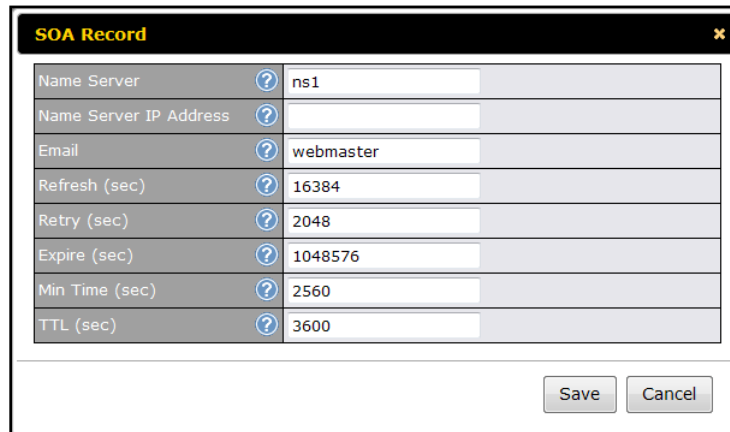 SOA Record
Name Server ? ns1
Name Server IP Address ?
Email ? webmaster
Refresh (sec) ? 16384
Retry (sec) ? 2048
Expire (sec) ? 1048576
Min Time (sec) ? 2560
TTL (sec) ? 3600
Save Cancel